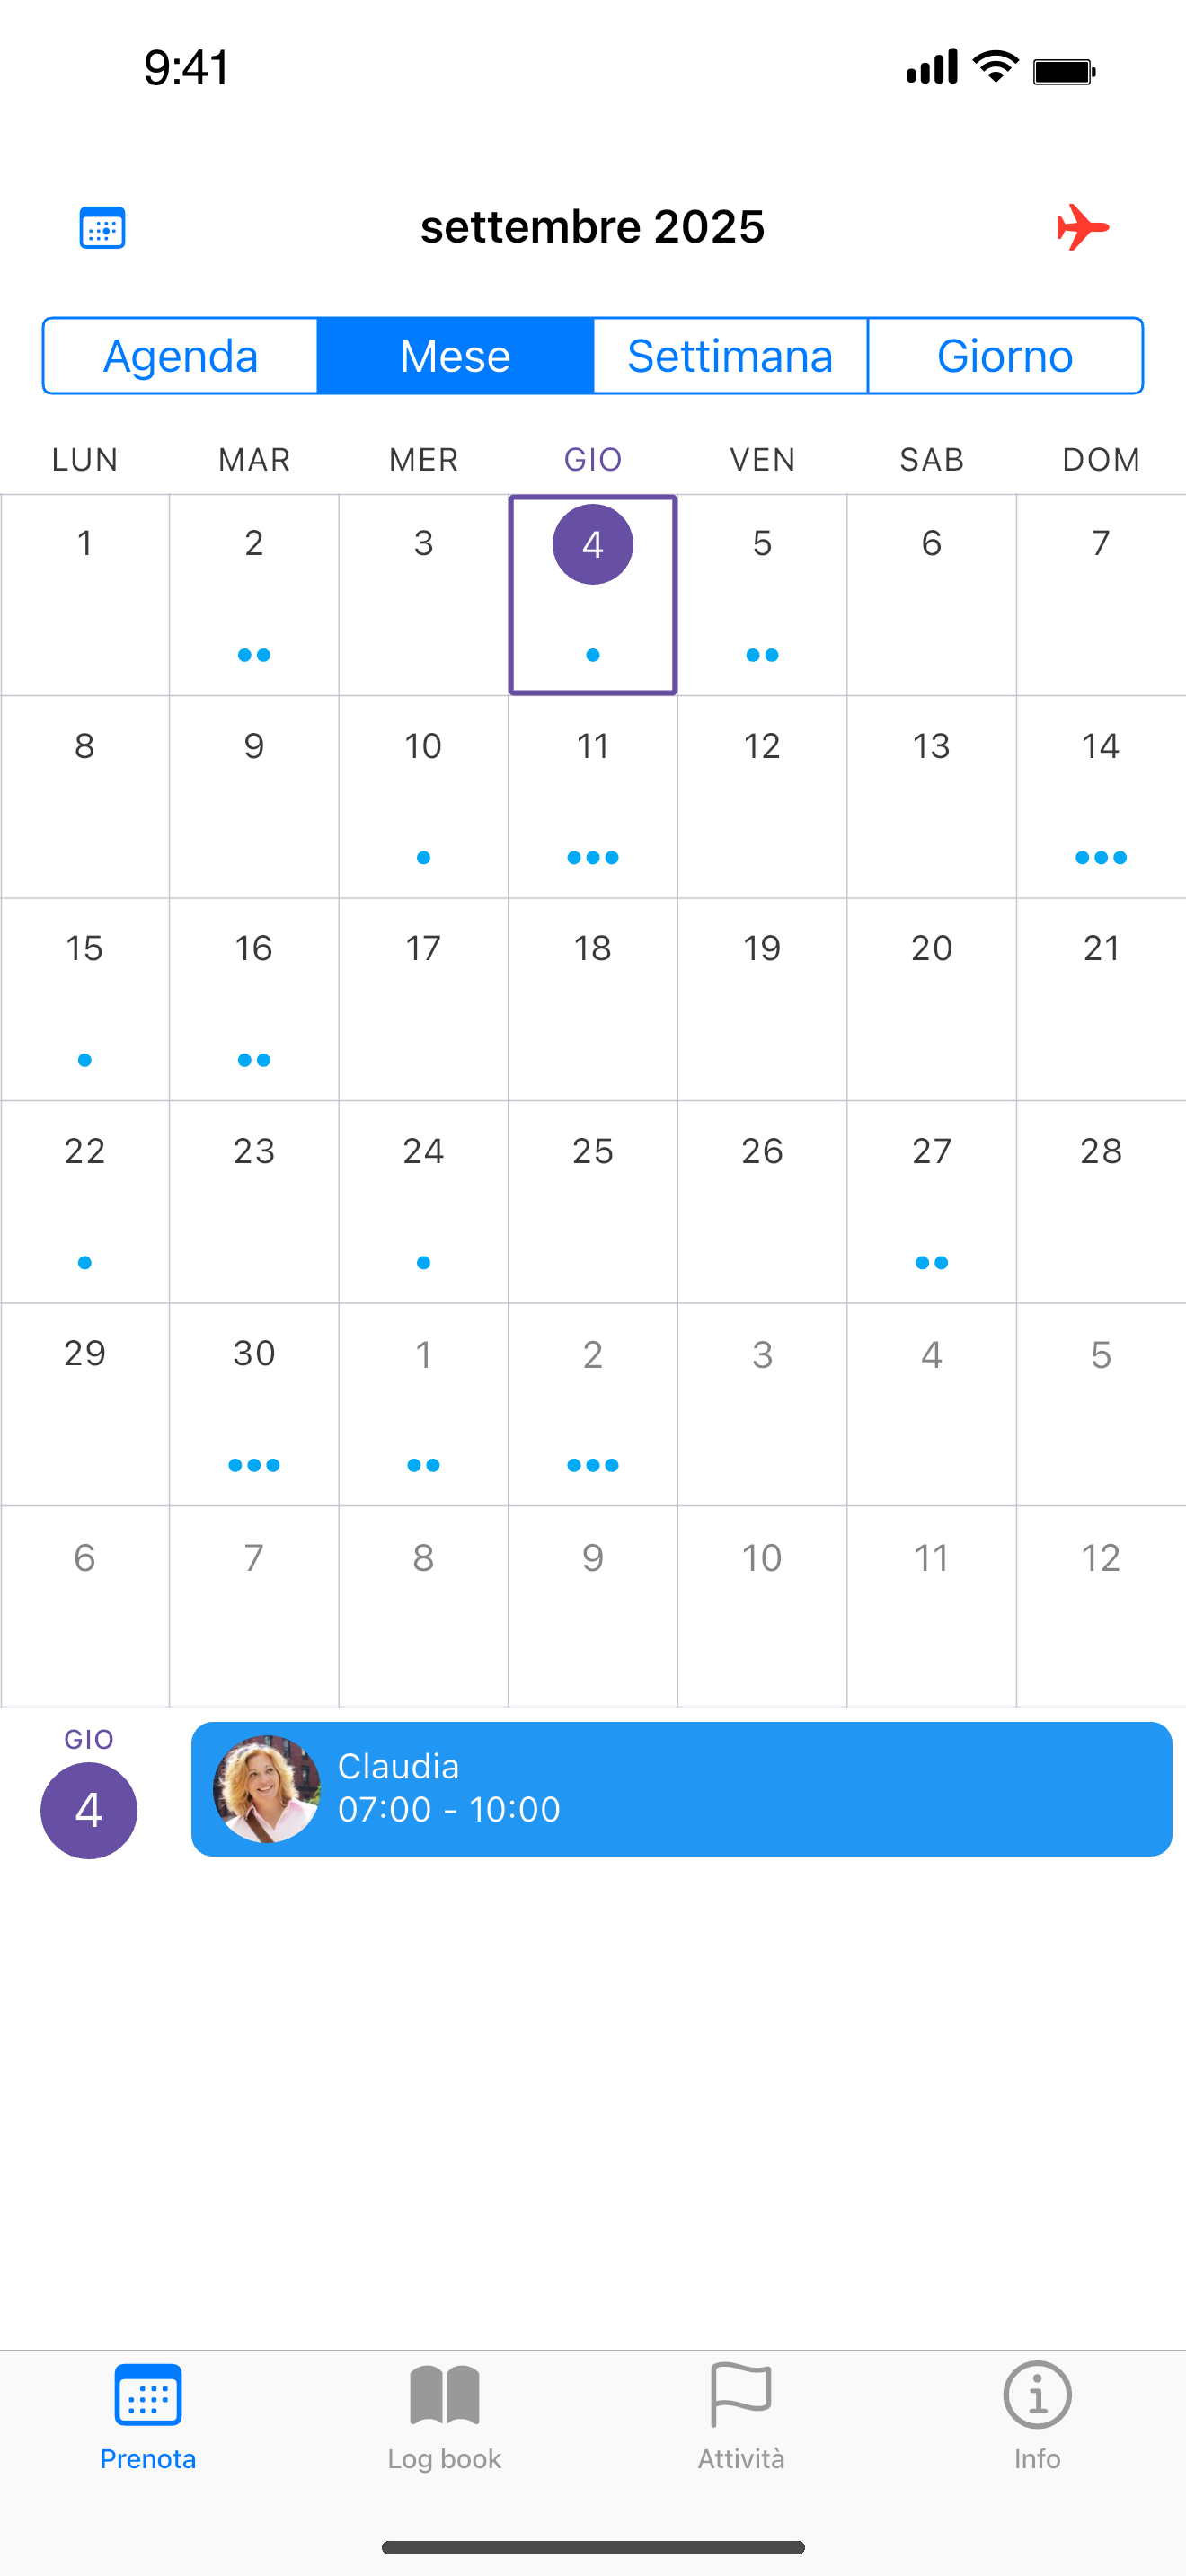 9:41
settembre 2025
Agenda Mese Settimana Giorno
LUN MAR MER GIO VEN SAB DOM
1 2 3 4 5 6 7
8 9 10 11 12 13 14
15 16 17 18 19 20 21
22 23 24 25 26 27 28
29 30 1 2 3 4 5
6 7 8 9 10 11 12
GIO
4
Claudia
07:00 - 10:00
Prenota Log book Attività Info